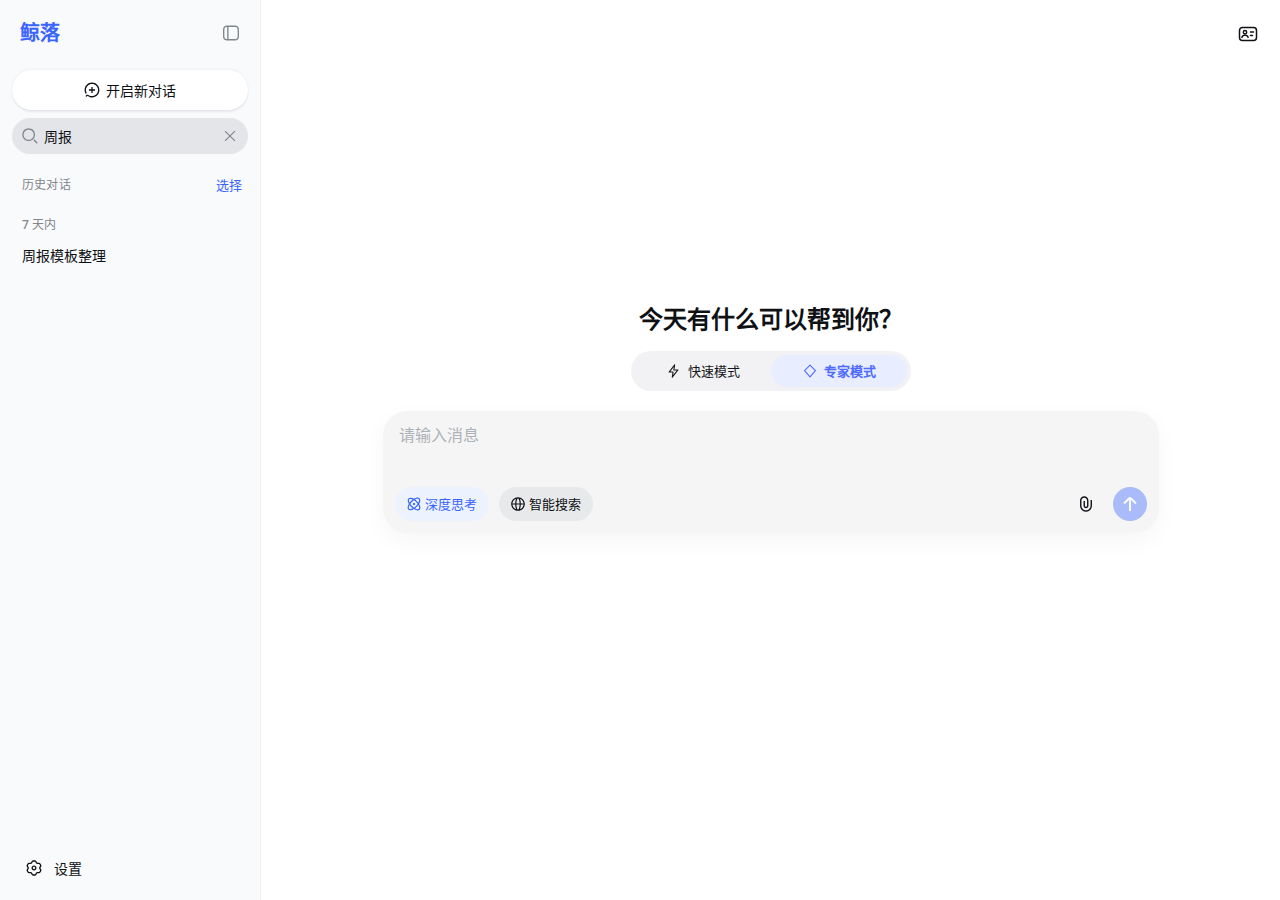 鲸落
开启新对话
周报
历史对话
选择
7 天内
周报模板整理
设置
今天有什么可以帮到你？
快速模式
专家模式
请输入消息
深度思考
智能搜索